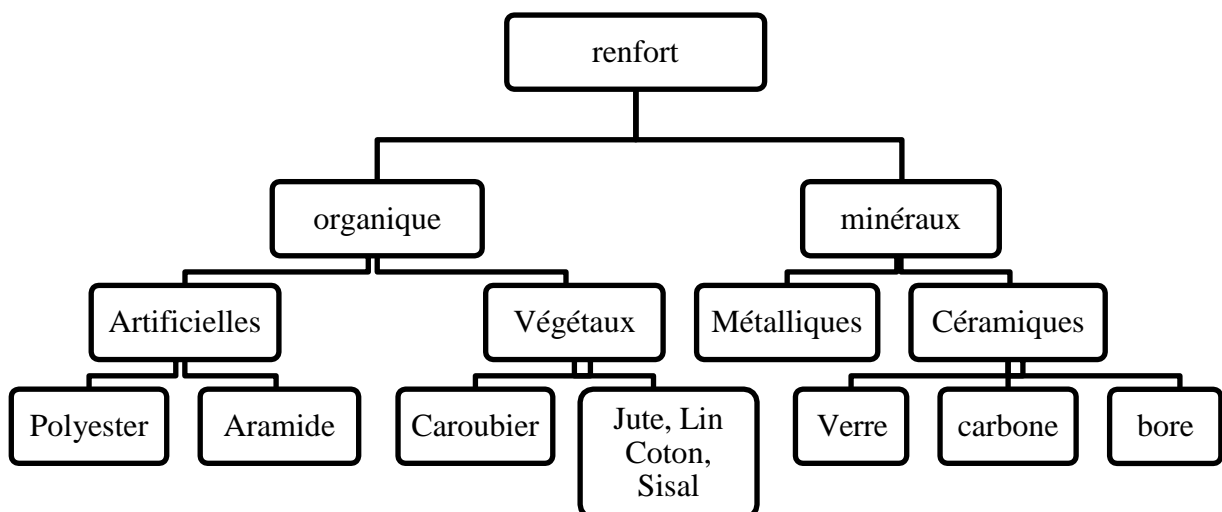 renfort
organique
minéraux
Artificielles
Végétaux
Métalliques
Céramiques
Polyester
Aramide
Caroubier
Jute, Lin
Coton,
Sisal
Verre
carbone
bore